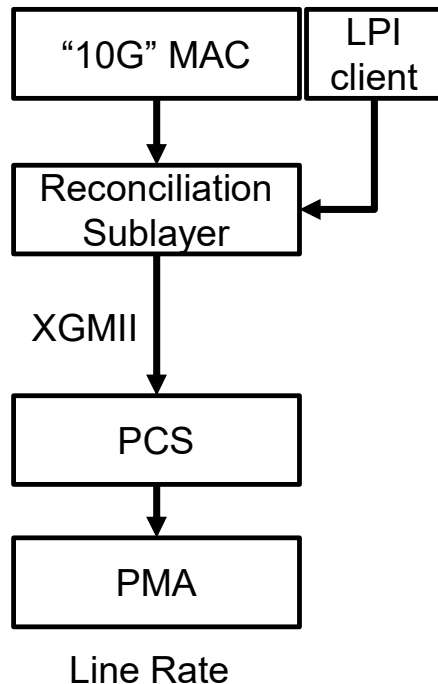 “10G” MAC
LPI
client
Reconciliation
Sublayer
XGMII
PCS
PMA
Line Rate